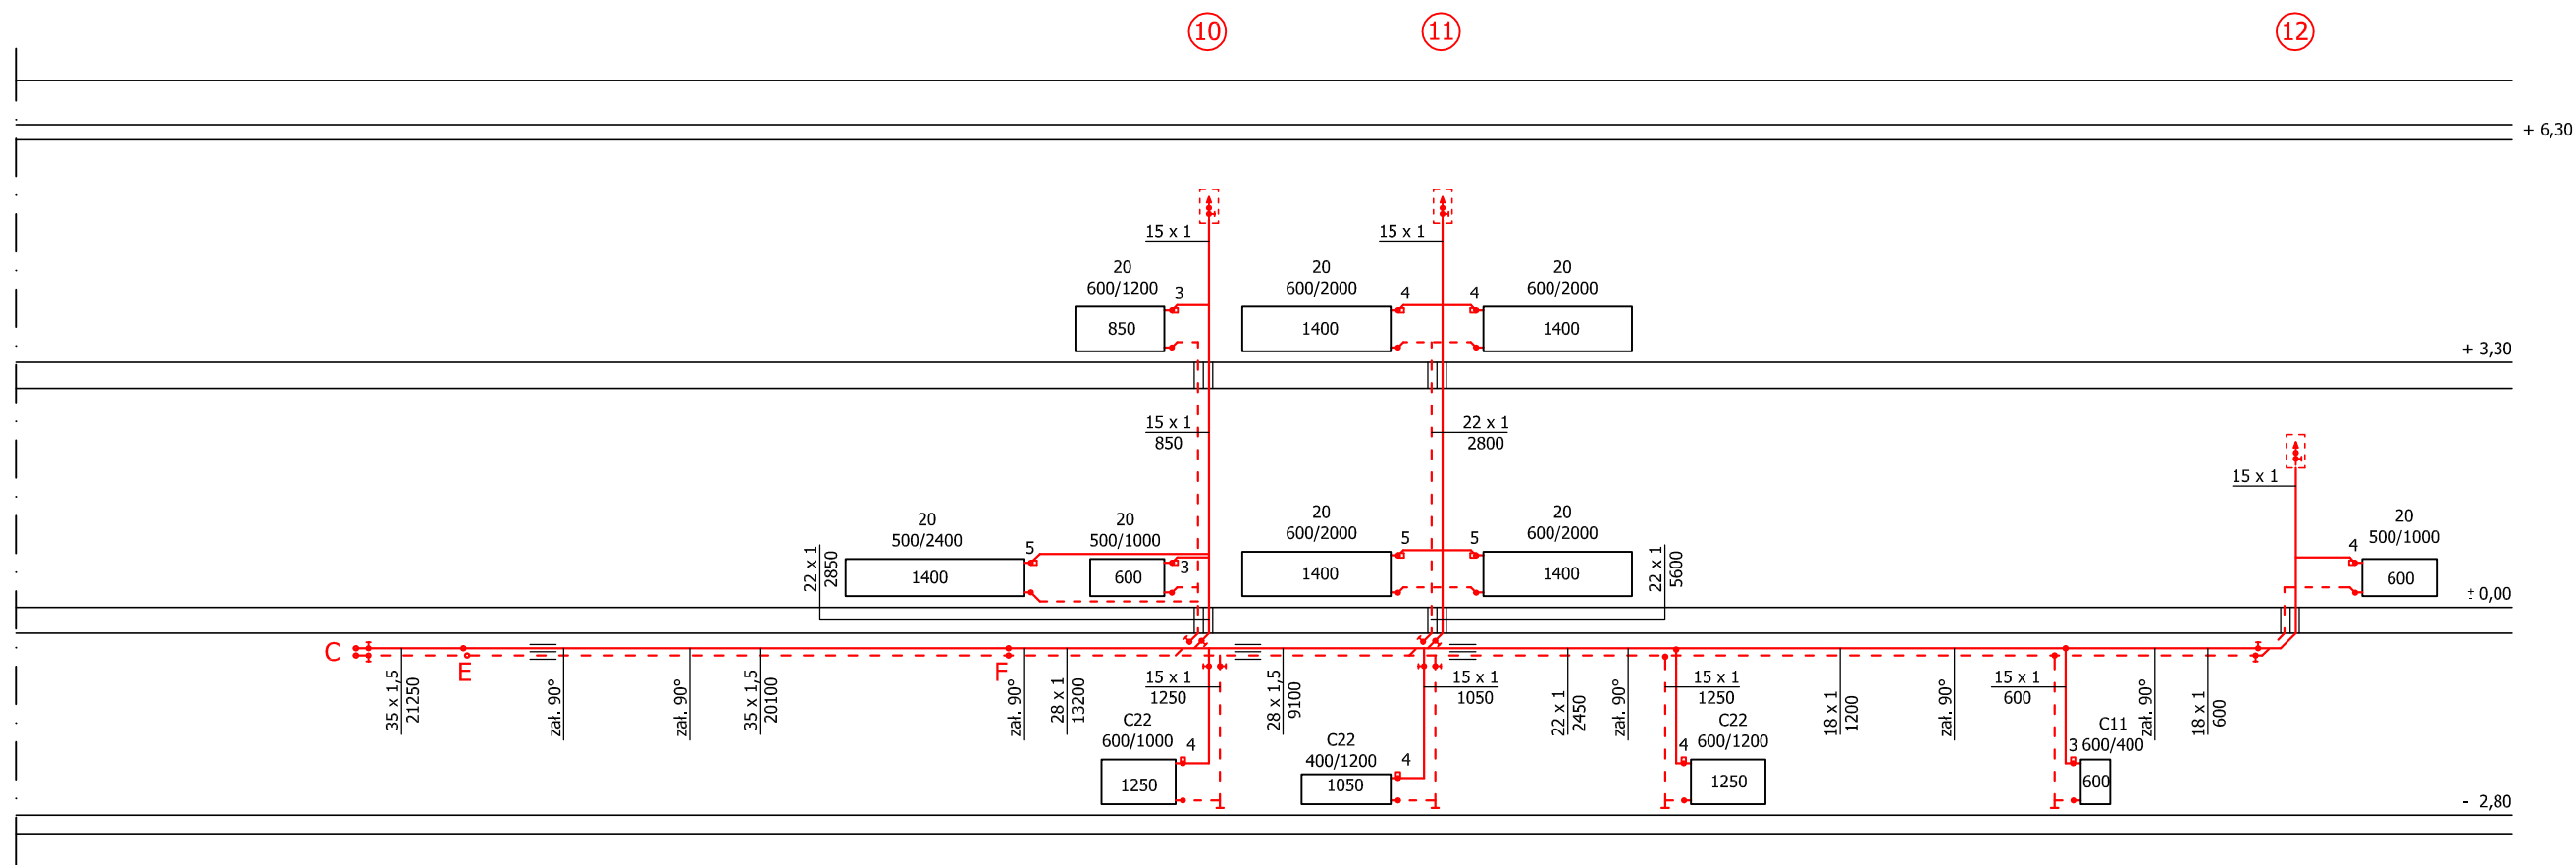 10
11
12
+ 6,30
15 x 1
15 x 1
20
600/1200
3
850
20
600/2000
4
1400
4
20
600/2000
1400
+ 3,30
15 x 1
850
22 x 1
2800
15 x 1
20
500/2400
5
1400
20
500/1000
3
600
20
600/2000
5
1400
5
20
600/2000
1400
20
500/1000
4
600
22 x 1
2850
22 x 1
5600
± 0,00
C
E
F
35 x 1,5
21250
zał. 90°
zał. 90°
35 x 1,5
20100
zał. 90°
28 x 1
13200
15 x 1
1250
28 x 1,5
9100
15 x 1
1050
22 x 1
2450
zał. 90°
15 x 1
1250
18 x 1
1200
zał. 90°
15 x 1
600
zał. 90°
18 x 1
600
C22
600/1000
4
1250
C22
400/1200
4
1050
C22
600/1200
4
1250
C11
600/400
3
600
- 2,80